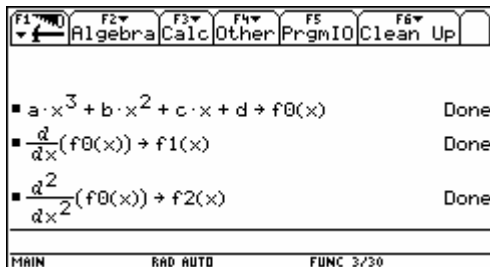 F1▼ F2▼ Algebra F3▼ Calc F4▼ Other F5 PrgmIO F6▼ Clean Up
▪ a·x³ + b·x² + c·x + d → f0(x) Done
▪ d/dx(f0(x)) → f1(x) Done
▪ d²/dx²(f0(x)) → f2(x) Done
MAIN RAD AUTO FUNC 3/30